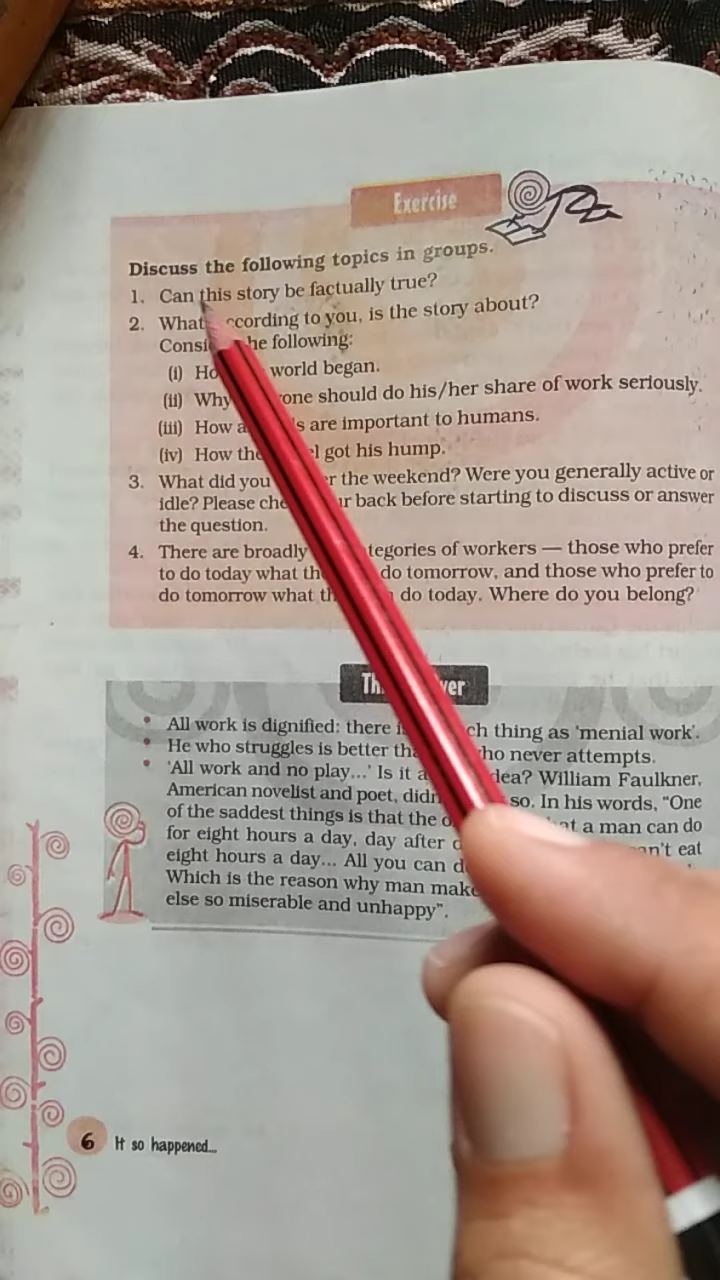 Exercise
Discuss the following topics in groups.
1. Can this story be factually true?
2. What ccording to you, is the story about?
Consi he following:
(i) Ho world began.
(ii) Why one should do his/her share of work seriously.
(iii) How a s are important to humans.
(iv) How the l got his hump.
3. What did you r the weekend? Were you generally active or
idle? Please che r back before starting to discuss or answer
the question.
4. There are broadly tegories of workers — those who prefer
to do today what th do tomorrow, and those who prefer to
do tomorrow what th do today. Where do you belong?
Th er
• All work is dignified; there i ch thing as 'menial work'.
• He who struggles is better tha ho never attempts.
• 'All work and no play...' Is it a dea? William Faulkner,
American novelist and poet, didn so. In his words, "One
of the saddest things is that the o at a man can do
for eight hours a day, day after d an't eat
eight hours a day... All you can d
Which is the reason why man make
else so miserable and unhappy".
6 It so happened...